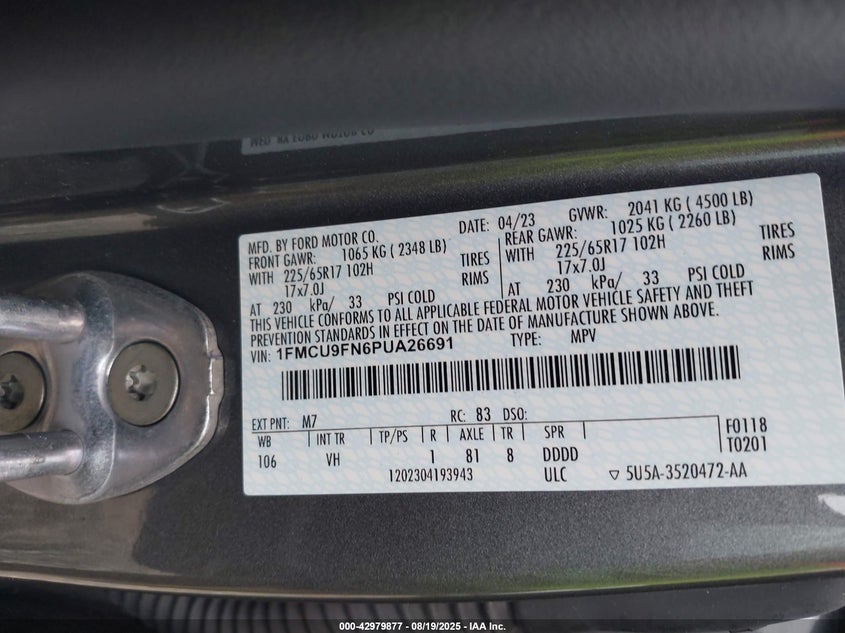 MFD. BY FORD MOTOR CO.
DATE: 04/23 GVWR: 2041 KG ( 4500 LB)
FRONT GAWR: 1065 KG ( 2348 LB)
REAR GAWR: 1025 KG ( 2260 LB)
WITH 225/65R17 102H TIRES
WITH 225/65R17 102H TIRES
17x7.0J RIMS
17x7.0J RIMS
AT 230 kPa/ 33 PSI COLD
AT 230 kPa/ 33 PSI COLD
THIS VEHICLE CONFORMS TO ALL APPLICABLE FEDERAL MOTOR VEHICLE SAFETY AND THEFT
PREVENTION STANDARDS IN EFFECT ON THE DATE OF MANUFACTURE SHOWN ABOVE.
VIN: 1FMCU9FN6PUA26691 TYPE: MPV
EXT PNT: M7 RC: 83 DSO:
WB INT TR TP/PS R AXLE TR SPR
F0118
106 VH 1 81 8 DDDD
T0201
1202304193943 ULC ▽ 5U5A-3520472-AA
000-42979877 - 08/19/2025 - IAA Inc.